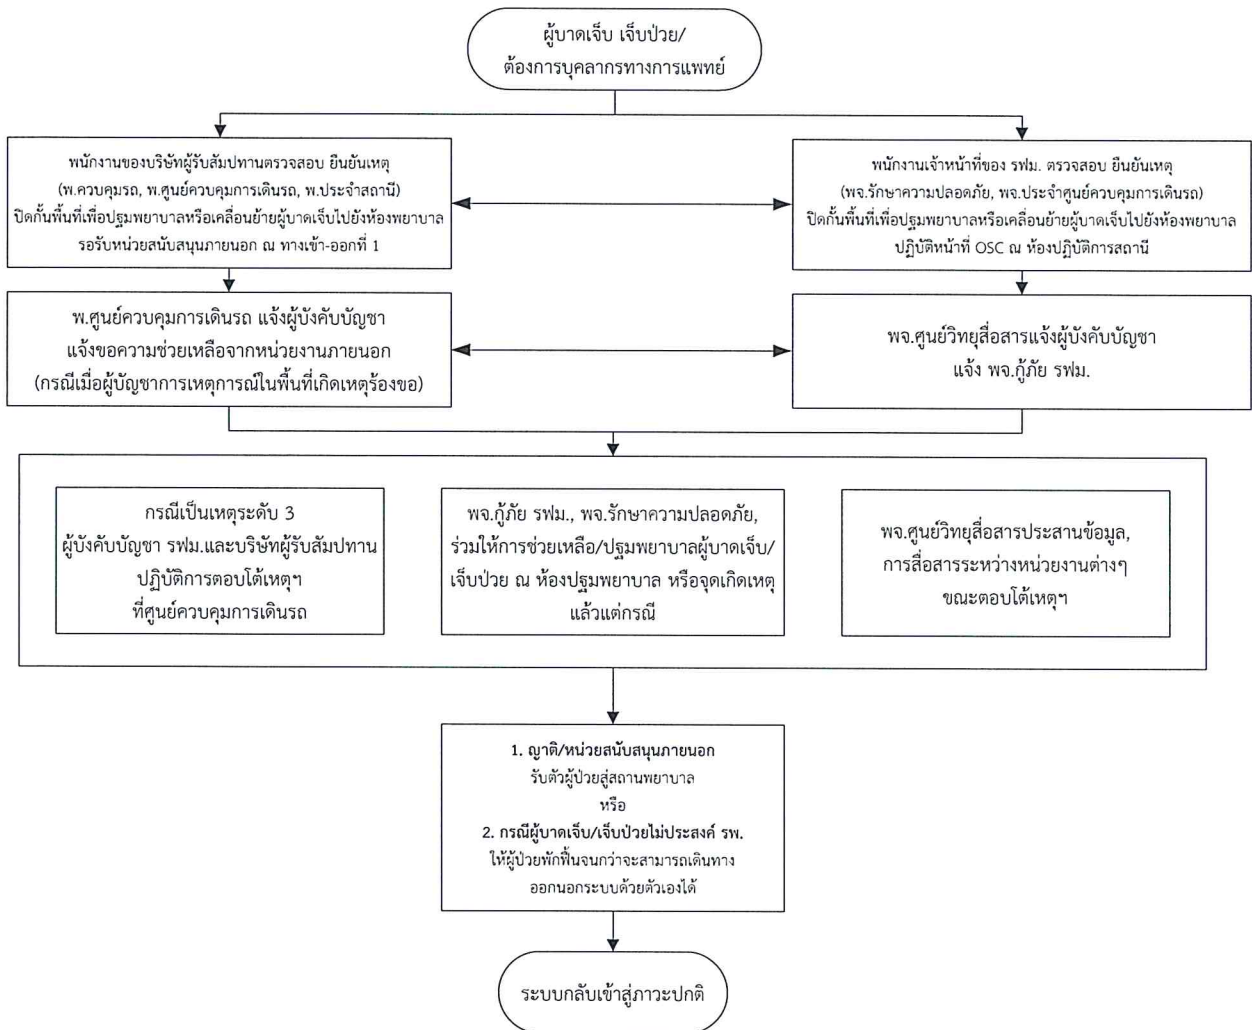 ผู้บาดเจ็บ เจ็บป่วย/
ต้องการบุคลากรทางการแพทย์
พนักงานของบริษัทผู้รับสัมปทานตรวจสอบ ยืนยันเหตุ
(พ.ควบคุมรถ, พ.ศูนย์ควบคุมการเดินรถ, พ.ประจำสถานี)
ปิดกั้นพื้นที่เพื่อปฐมพยาบาลหรือเคลื่อนย้ายผู้บาดเจ็บไปยังห้องพยาบาล
รอรับหน่วยสนับสนุนภายนอก ณ ทางเข้า-ออกที่ 1
พนักงานเจ้าหน้าที่ของ รฟม. ตรวจสอบ ยืนยันเหตุ
(พจ.รักษาความปลอดภัย, พจ.ประจำศูนย์ควบคุมการเดินรถ)
ปิดกั้นพื้นที่เพื่อปฐมพยาบาลหรือเคลื่อนย้ายผู้บาดเจ็บไปยังห้องพยาบาล
ปฏิบัติหน้าที่ OSC ณ ห้องปฏิบัติการสถานี
พ.ศูนย์ควบคุมการเดินรถ แจ้งผู้บังคับบัญชา
แจ้งขอความช่วยเหลือจากหน่วยงานภายนอก
(กรณีเมื่อผู้บัญชาการเหตุการณ์ในพื้นที่เกิดเหตุร้องขอ)
พจ.ศูนย์วิทยุสื่อสารแจ้งผู้บังคับบัญชา
แจ้ง พจ.กู้ภัย รฟม.
กรณีเป็นเหตุระดับ 3
ผู้บังคับบัญชา รฟม.และบริษัทผู้รับสัมปทาน
ปฏิบัติการตอบโต้เหตุฯ
ที่ศูนย์ควบคุมการเดินรถ
พจ.กู้ภัย รฟม., พจ.รักษาความปลอดภัย,
ร่วมให้การช่วยเหลือ/ปฐมพยาบาลผู้บาดเจ็บ/
เจ็บป่วย ณ ห้องปฐมพยาบาล หรือจุดเกิดเหตุ
แล้วแต่กรณี
พจ.ศูนย์วิทยุสื่อสารประสานข้อมูล,
การสื่อสารระหว่างหน่วยงานต่างๆ
ขณะตอบโต้เหตุฯ
1. ญาติ/หน่วยสนับสนุนภายนอก
รับตัวผู้ป่วยสู่สถานพยาบาล
หรือ
2. กรณีผู้บาดเจ็บ/เจ็บป่วยไม่ประสงค์ รพ.
ให้ผู้ป่วยพักฟื้นจนกว่าจะสามารถเดินทาง
ออกนอกระบบด้วยตัวเองได้
ระบบกลับเข้าสู่ภาวะปกติ